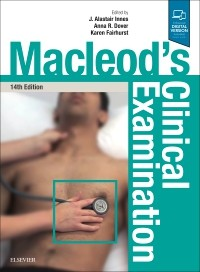 Edited by
J. Alastair Innes
Anna R. Dover
Karen Fairhurst
Macleod's
Clinical
Examination
14th Edition
ELSEVIER
DIGITAL
VERSION